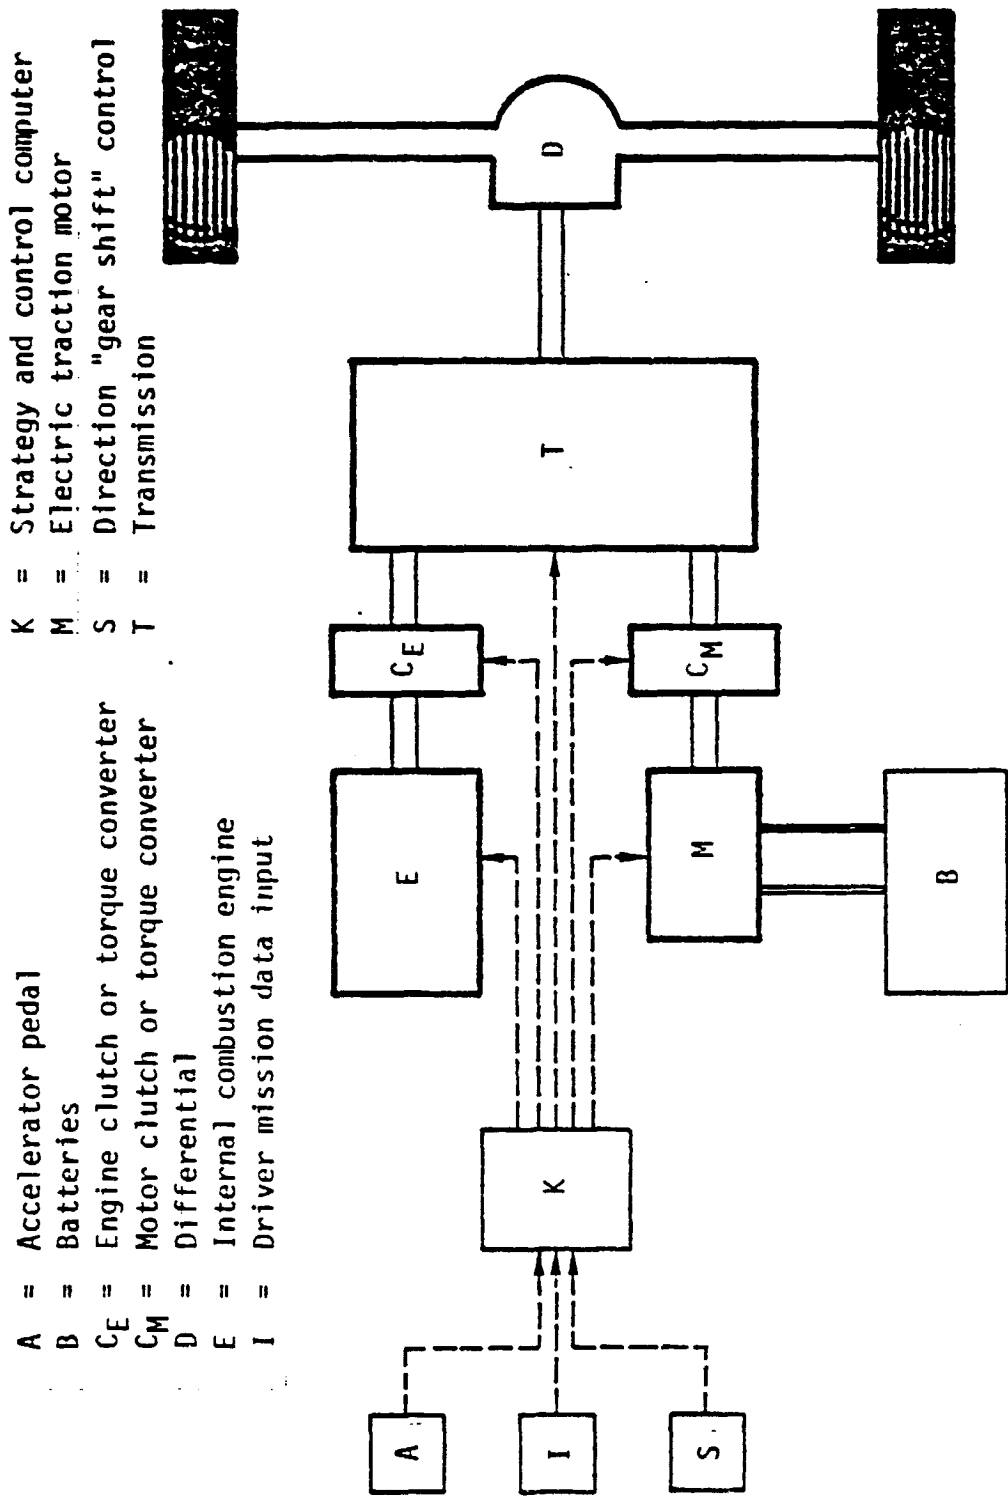 A = Accelerator pedal
B = Batteries
C_E = Engine clutch or torque converter
C_M = Motor clutch or torque converter
D = Differential
E = Internal combustion engine
I = Driver mission data input
K = Strategy and control computer
M = Electric traction motor
S = Direction "gear shift" control
T = Transmission
A
I
S
K
E
M
B
C_E
C_M
T
D